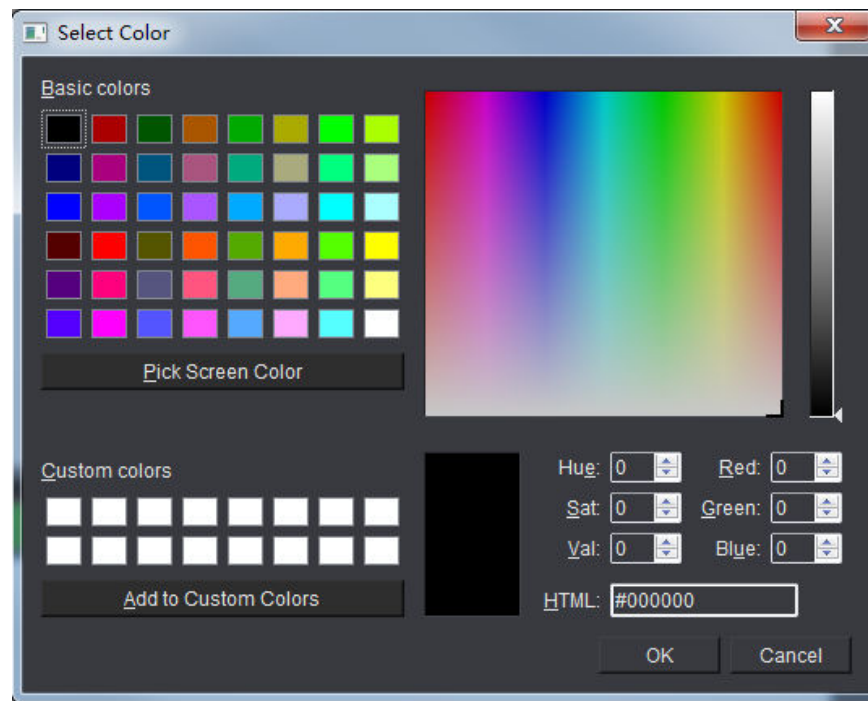 Select Color
Basic colors
Pick Screen Color
Custom colors
Add to Custom Colors
Hue: 0 Red: 0
Sat: 0 Green: 0
Val: 0 Blue: 0
HTML: #000000
OK Cancel